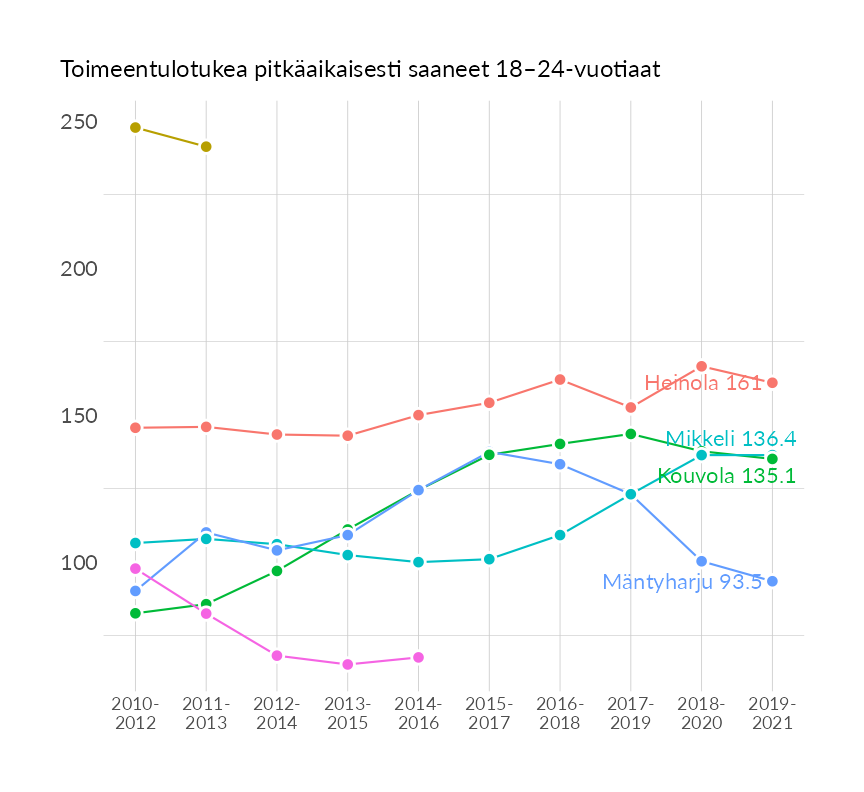 Toimeentulotukea pitkäaikaisesti saaneet 18–24-vuotiaat
250
200
150
100
Heinola 161
Mikkeli 136.4
Kouvola 135.1
Mäntyharju 93.5
2010- 2011- 2012- 2013- 2014- 2015- 2016- 2017- 2018- 2019-
2012 2013 2014 2015 2016 2017 2018 2019 2020 2021